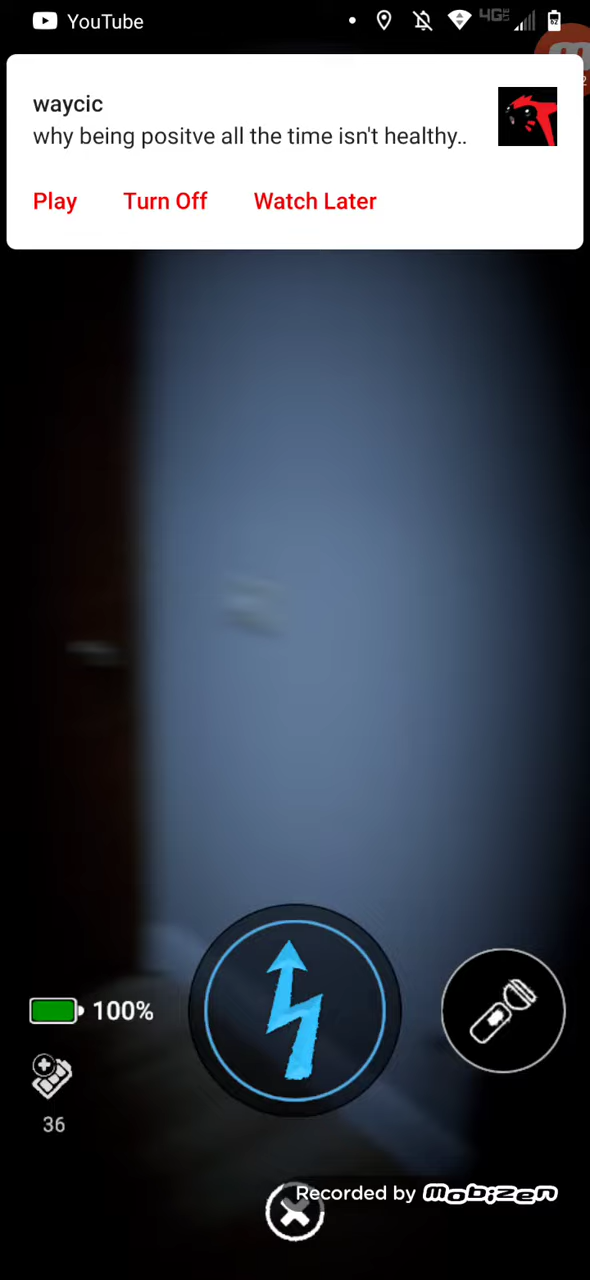 YouTube
4G
waycic
why being positve all the time isn't healthy..
Play
Turn Off
Watch Later
100%
36
Recorded by Mobizen